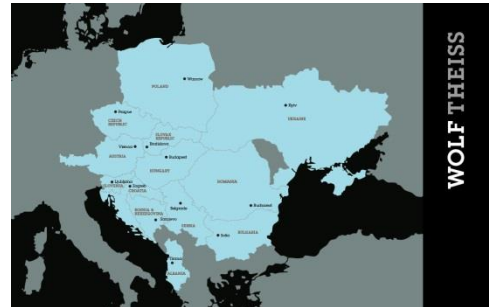 WOLF THEISS
POLAND
Warsaw
Prague
CZECH
REPUBLIC
Kyiv
UKRAINE
SLOVAK
REPUBLIC
Vienna
Bratislava
AUSTRIA
Budapest
HUNGARY
Ljubljana
SLOVENIA
Zagreb
CROATIA
ROMANIA
BOSNIA &
HERZEGOVINA
Belgrade
Bucharest
Sarajevo
SERBIA
Sofia
BULGARIA
Tirana
ALBANIA